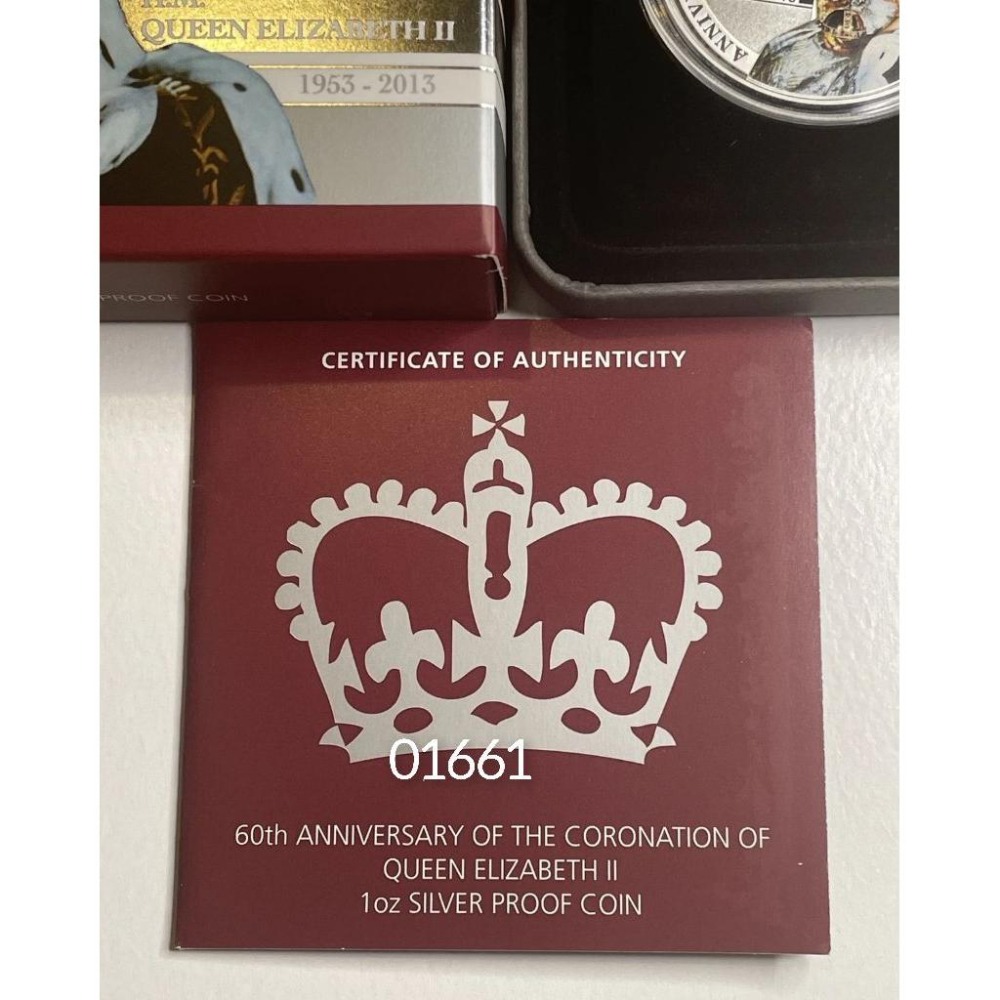 H.M.
QUEEN ELIZABETH II
1953 - 2013
PROOF COIN
ANNIV
CERTIFICATE OF AUTHENTICITY
01661
60th ANNIVERSARY OF THE CORONATION OF
QUEEN ELIZABETH II
1oz SILVER PROOF COIN